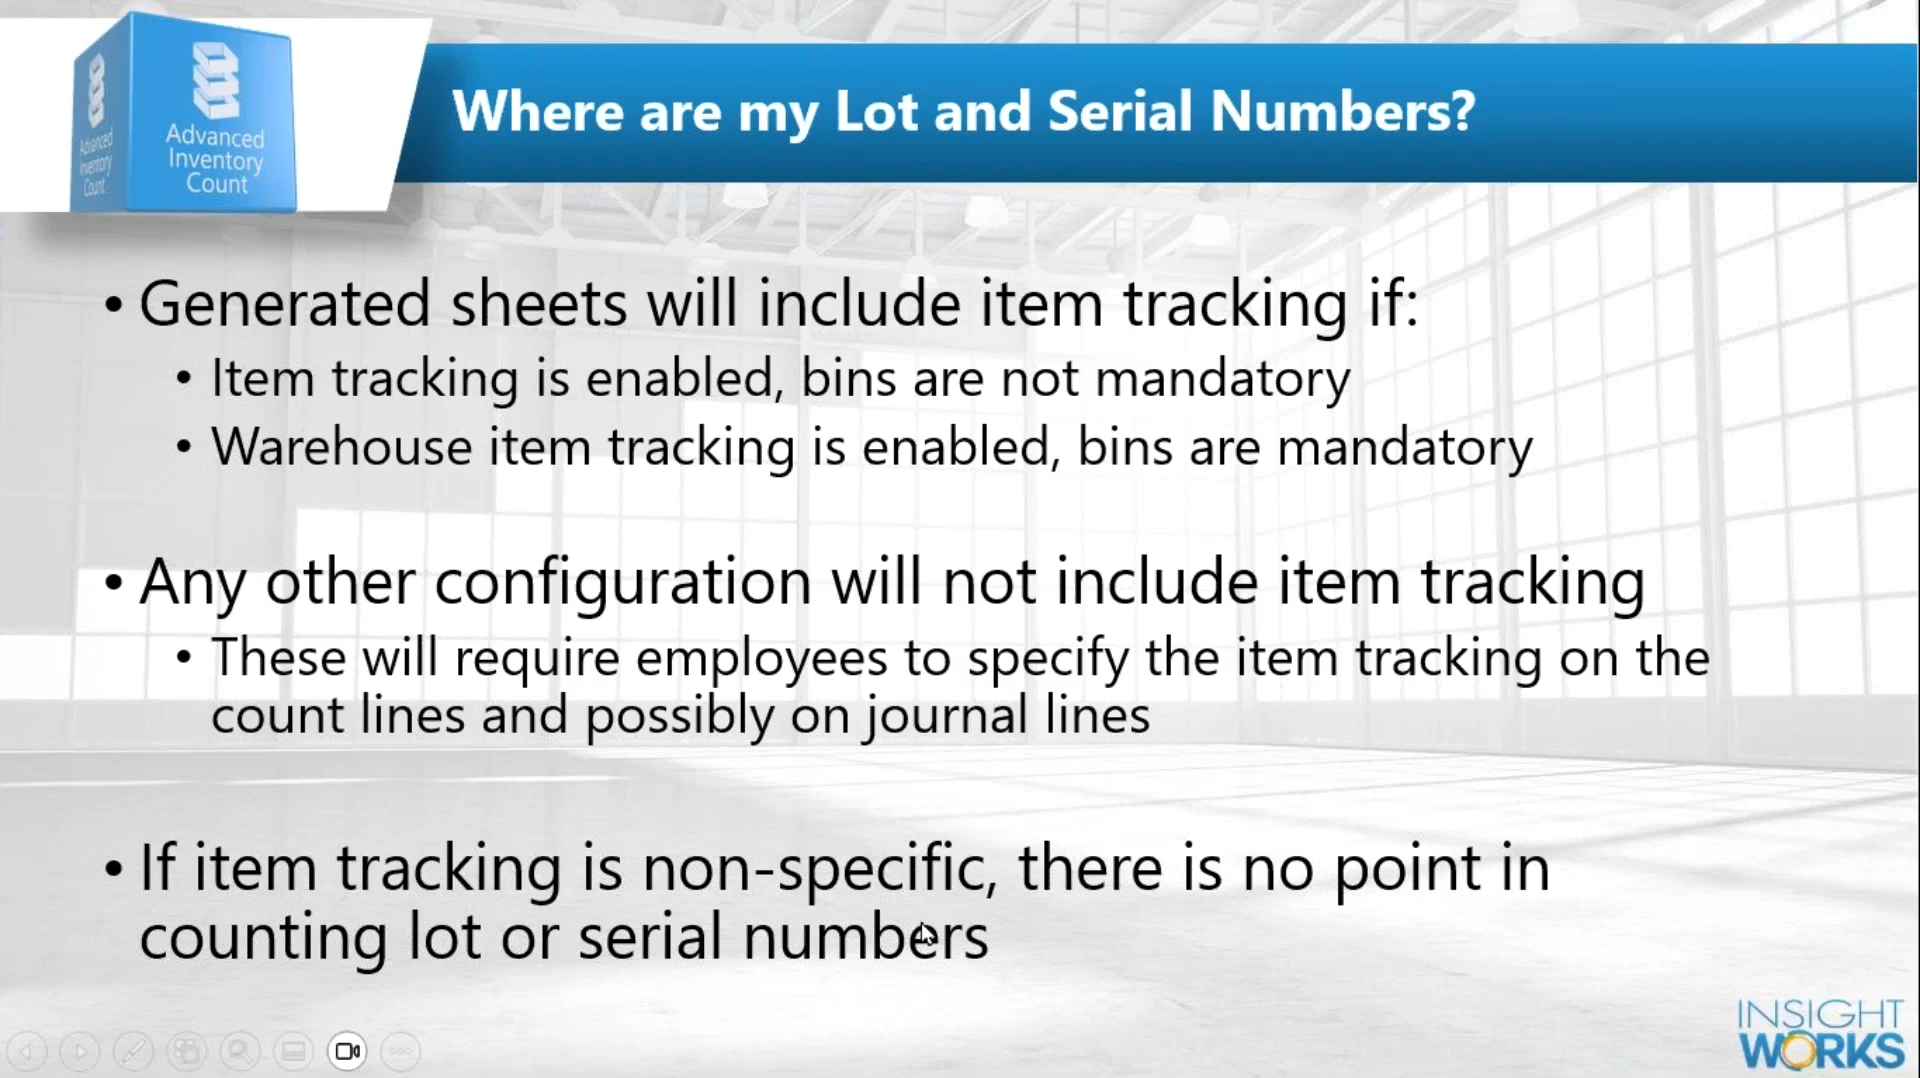 Advanced
Inventory
Count
Advanced
Inventory
Count
Where are my Lot and Serial Numbers?
• Generated sheets will include item tracking if:
• Item tracking is enabled, bins are not mandatory
• Warehouse item tracking is enabled, bins are mandatory
• Any other configuration will not include item tracking
• These will require employees to specify the item tracking on the
count lines and possibly on journal lines
• If item tracking is non-specific, there is no point in
counting lot or serial numbers
INSIGHT
WORKS